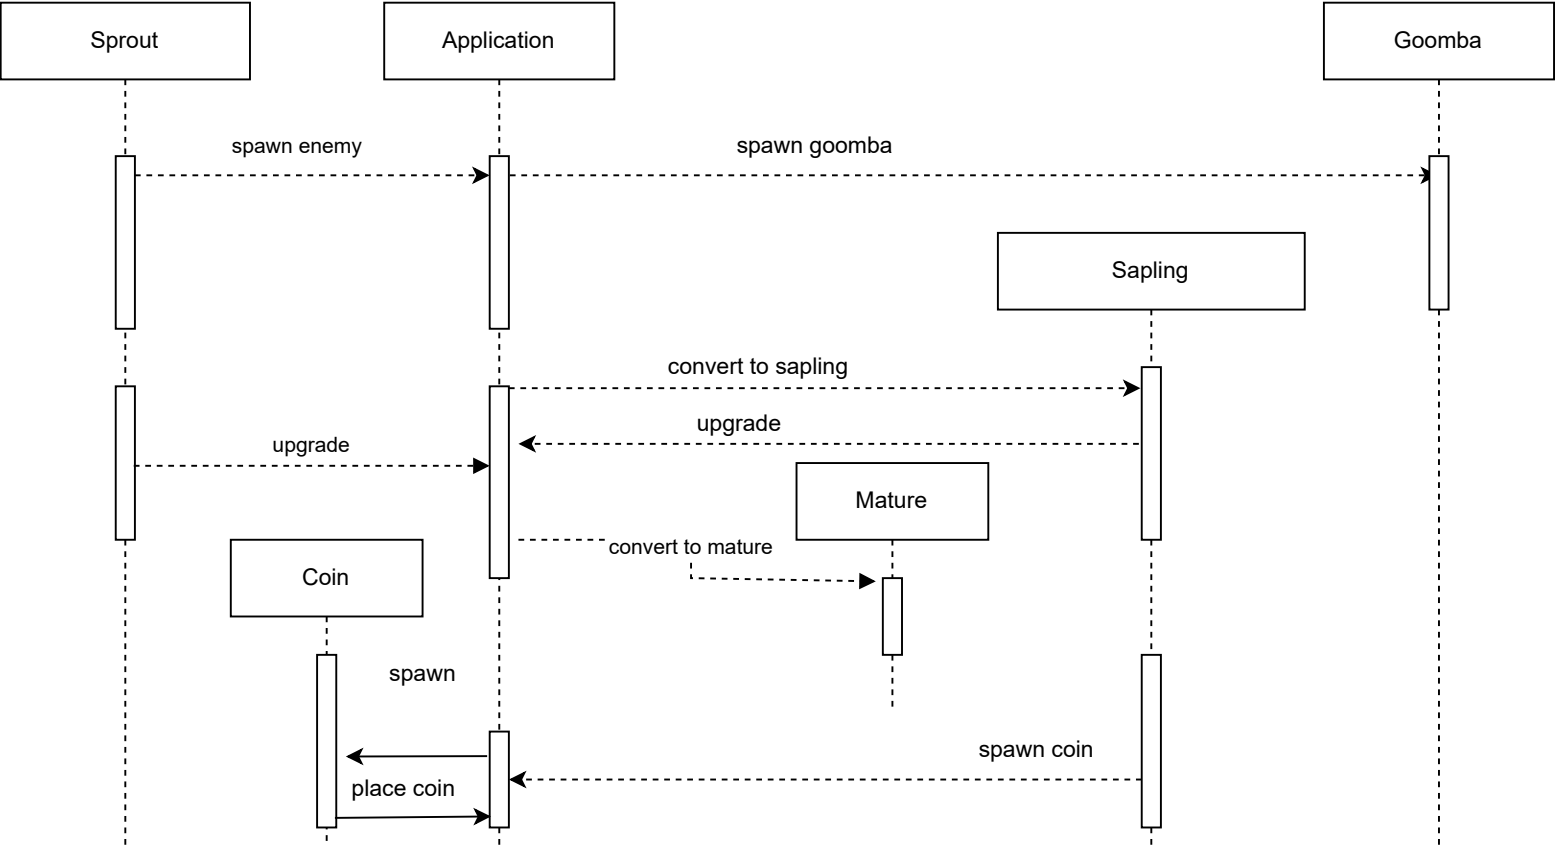 Sprout
Application
Goomba
spawn enemy
spawn goomba
Sapling
convert to sapling
upgrade
upgrade
Mature
convert to mature
Coin
spawn
spawn coin
place coin